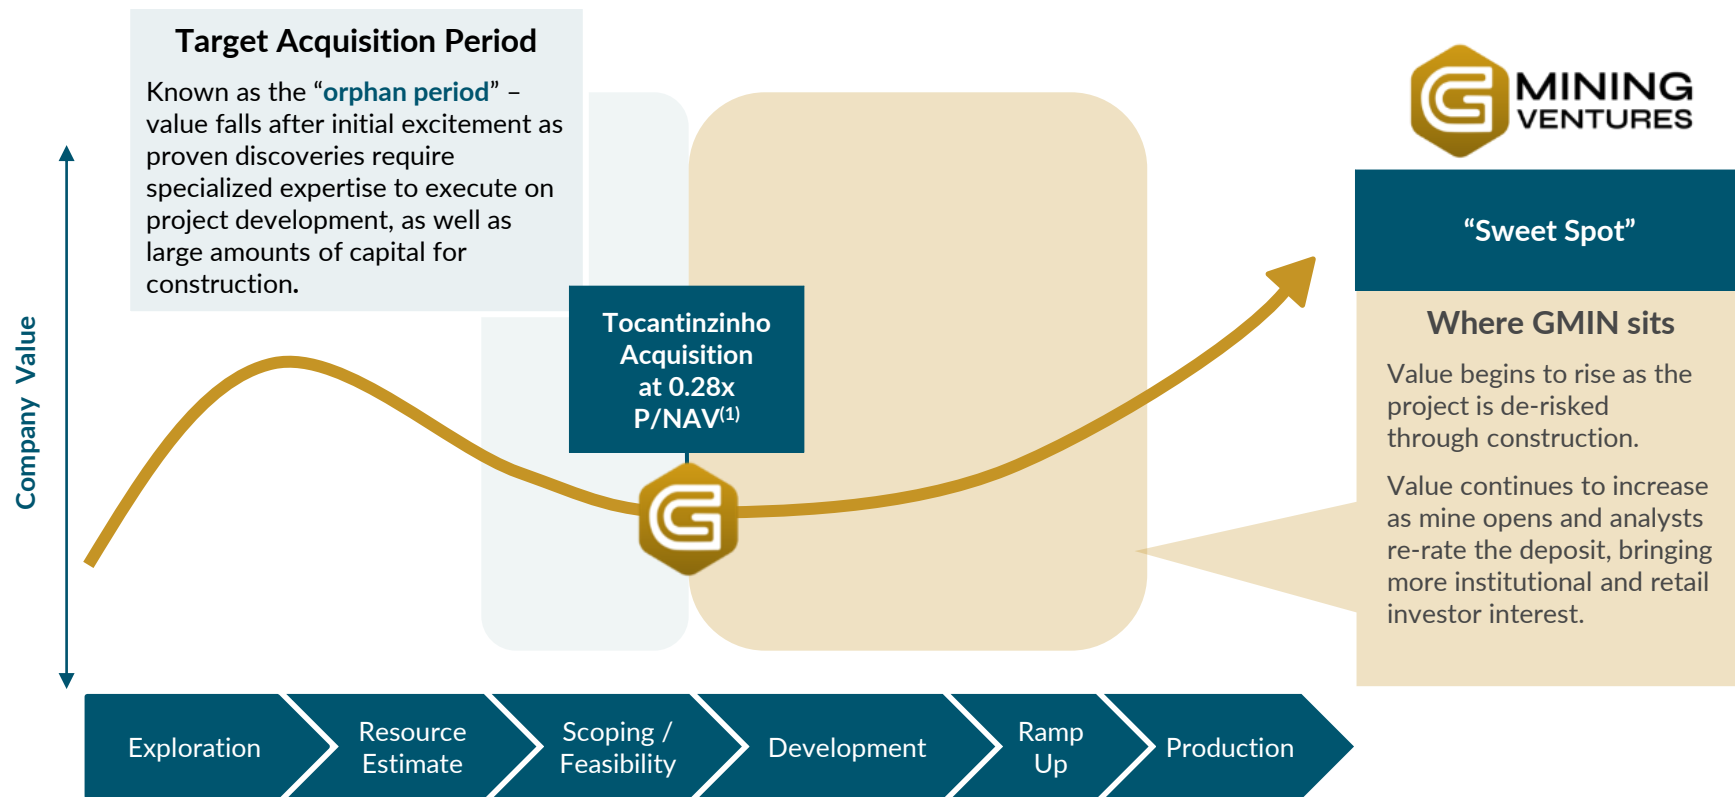 Target Acquisition Period
Known as the “orphan period” –
value falls after initial excitement as
proven discoveries require
specialized expertise to execute on
project development, as well as
large amounts of capital for
construction.
G MINING
VENTURES
“Sweet Spot”
Where GMIN sits
Value begins to rise as the
project is de-risked
through construction.
Value continues to increase
as mine opens and analysts
re-rate the deposit, bringing
more institutional and retail
investor interest.
Tocantinzinho
Acquisition
at 0.28x
P/NAV(1)
G
Company Value
Exploration
Resource
Estimate
Scoping /
Feasibility
Development
Ramp
Up
Production